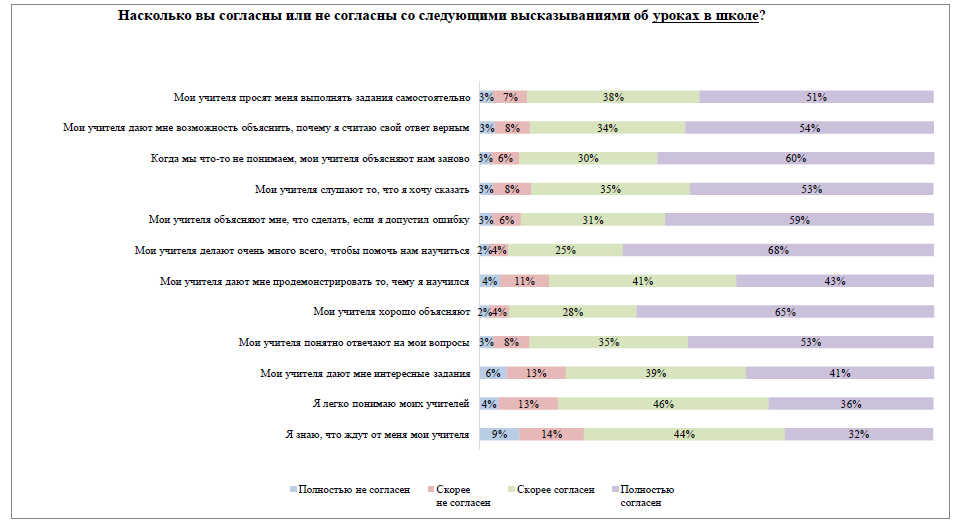 Насколько вы согласны или не согласны со следующими высказываниями об уроках в школе?
Мои учителя просят меня выполнять задания самостоятельно 3% 7% 38% 51%
Мои учителя дают мне возможность объяснить, почему я считаю свой ответ верным 3% 8% 34% 54%
Когда мы что-то не понимаем, мои учителя объясняют нам заново 3% 6% 30% 60%
Мои учителя слушают то, что я хочу сказать 3% 8% 35% 53%
Мои учителя объясняют мне, что сделать, если я допустил ошибку 3% 6% 31% 59%
Мои учителя делают очень много всего, чтобы помочь нам научиться 2% 4% 25% 68%
Мои учителя дают мне продемонстрировать то, чему я научился 4% 11% 41% 43%
Мои учителя хорошо объясняют 2% 4% 28% 65%
Мои учителя понятно отвечают на мои вопросы 3% 8% 35% 53%
Мои учителя дают мне интересные задания 6% 13% 39% 41%
Я легко понимаю моих учителей 4% 13% 46% 36%
Я знаю, что ждут от меня мои учителя 9% 14% 44% 32%
Полностью не согласен
Скорее
не согласен
Скорее согласен
Полностью
согласен